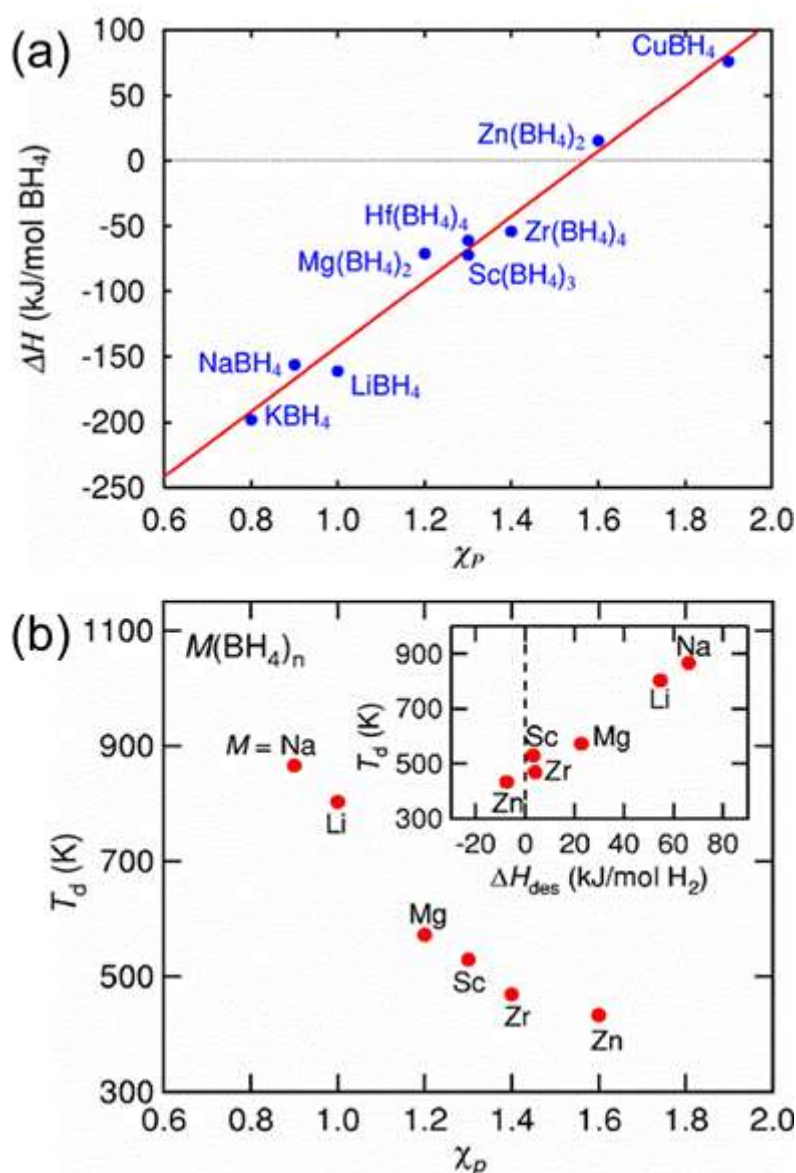 (a)
ΔH (kJ/mol BH₄)
100
50
0
-50
-100
-150
-200
-250
CuBH₄
Zn(BH₄)₂
Hf(BH₄)₄
Zr(BH₄)₄
Mg(BH₄)₂
Sc(BH₄)₃
NaBH₄
LiBH₄
KBH₄
0.6 0.8 1.0 1.2 1.4 1.6 1.8 2.0
χP
(b)
M(BH₄)n
Td (K)
1100
900
700
500
300
M = Na
Li
Mg
Sc
Zr
Zn
Td (K)
900
700
500
300
Na
Li
Sc
Mg
Zr
Zn
-20 0 20 40 60 80
ΔHdes (kJ/mol H₂)
0.6 0.8 1.0 1.2 1.4 1.6 1.8 2.0
χp